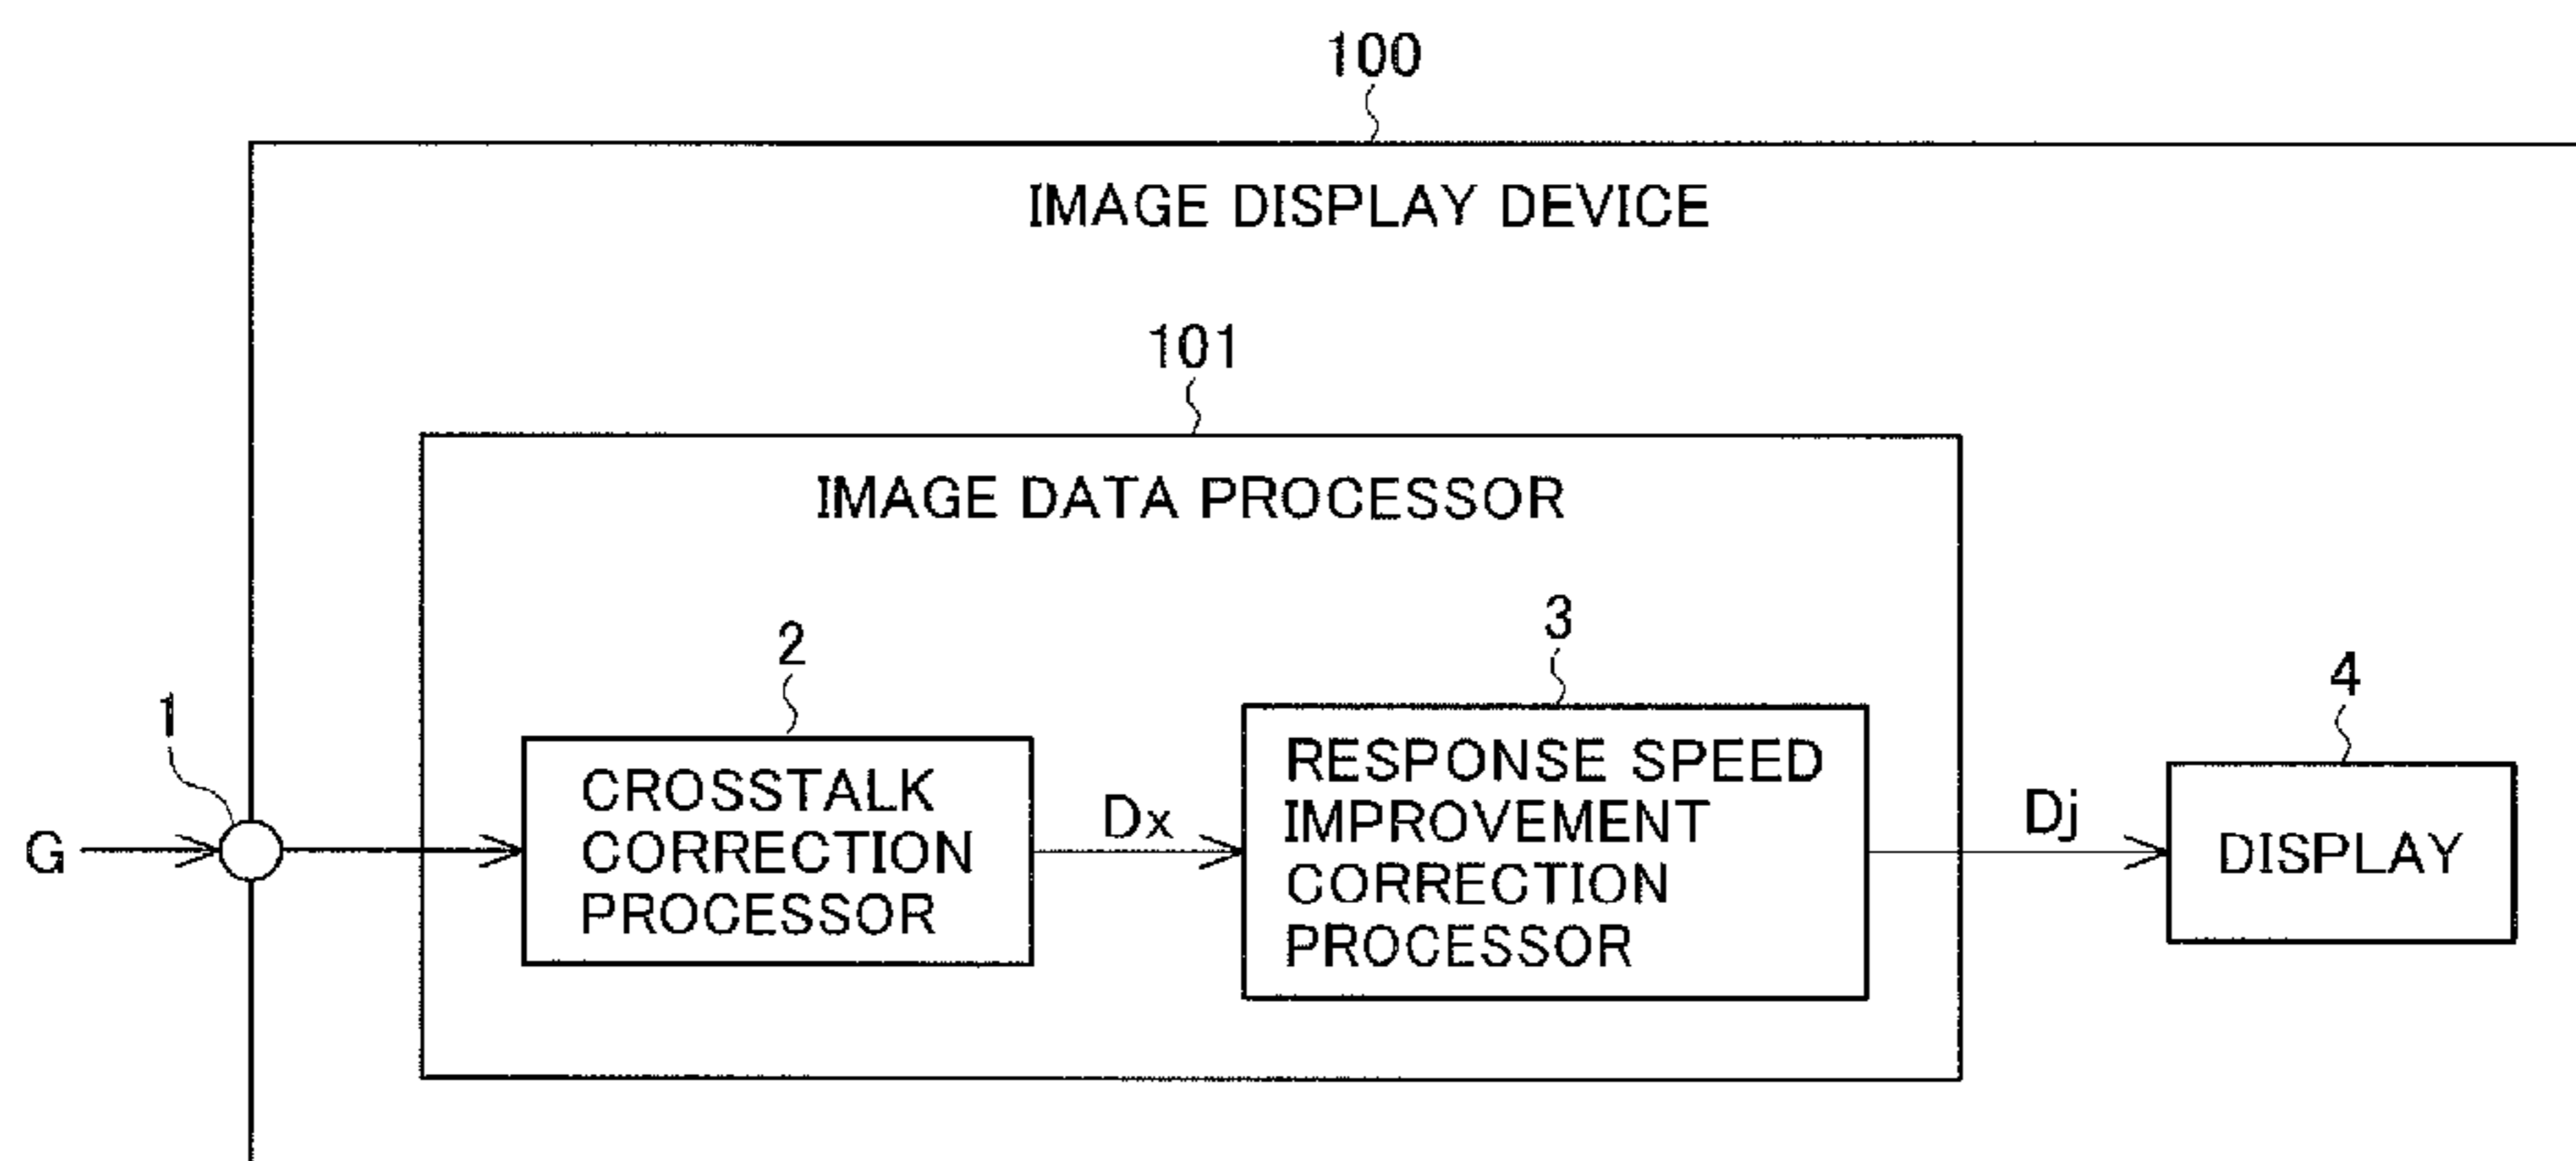 100
IMAGE DISPLAY DEVICE
101
IMAGE DATA PROCESSOR
2
3
1
4
CROSSTALK
CORRECTION
PROCESSOR
RESPONSE SPEED
IMPROVEMENT
CORRECTION
PROCESSOR
G
Dx
Dj
DISPLAY